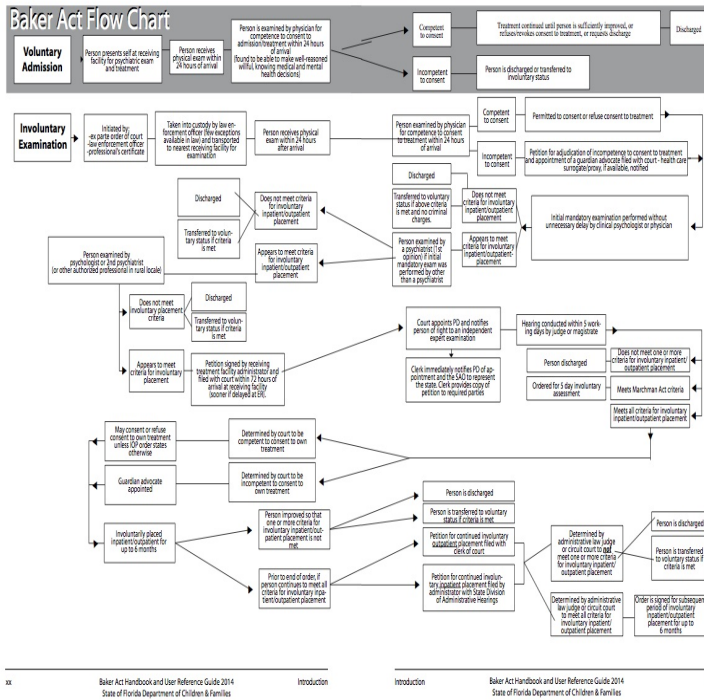 Baker Act Flow Chart
Voluntary
Admission
Person presents self at receiving
facility for psychiatric exam
and treatment
Person receives
physical exam within
24 hours of arrival
Person is examined by physician for
competence to consent to
admission/treatment within 24 hours
of arrival
(found to be able to make well-reasoned
willful, knowing medical and mental
health decisions)
Competent
to consent
Treatment continued until person is sufficiently improved, or
refuses/revokes consent to treatment, or requests discharge
Discharged
Incompetent
to consent
Person is discharged or transferred to
involuntary status
Involuntary
Examination
Initiated by:
-ex parte order of court
-law enforcement officer
-professional's certificate
Taken into custody by law en-
forcement officer (few exceptions
available in law) and transported
to nearest receiving facility for
examination
Person receives physical
exam within 24 hours
after arrival
Person examined by physician
for competence to consent
to treatment within 24 hours
of arrival
Competent
to consent
Permitted to consent or refuse consent to treatment
Incompetent
to consent
Petition for adjudication of incompetence to consent to treatment
and appointment of a guardian advocate filed with court - health care
surrogate/proxy, if available, notified
Initial mandatory examination performed without
unnecessary delay by clinical psychologist or physician
Does not meet
criteria for involuntary
inpatient/outpatient
placement
Discharged
Transferred to voluntary
status if above criteria
is met and no criminal
charges.
Appears to meet
criteria for involuntary
inpatient/outpatient
placement
Person examined by
a psychiatrist (1st
opinion) if initial
mandatory exam was
performed by other
than a psychiatrist
Does not meet criteria
for involuntary
inpatient/outpatient
placement
Discharged
Transferred to volun-
tary status if criteria
is met
Appears to meet
criteria for involuntary
inpatient/outpatient
placement
Person examined by
psychologist or 2nd psychiatrist
(or other authorized professional in rural locale)
Does not meet
involuntary placement
criteria
Discharged
Transferred to volun-
tary status if criteria
is met
Appears to meet
criteria for involuntary
placement
Petition signed by receiving
treatment facility administrator and
filed with court within 72 hours of
arrival at receiving facility
(sooner if delayed at ER).
Court appoints PD and notifies
person of right to an independent
expert examination
Clerk immediately notifies PD of ap-
pointment and the SAO to represent
the state. Clerk provides copy of
petition to required parties
Hearing conducted within 5 work-
ing days by judge or magistrate
Does not meet one or more
criteria for involuntary inpatient/
outpatient placement
Person discharged
Meets Marchman Act criteria
Ordered for 5 day involuntary
assessment
Meets all criteria for involuntary
inpatient/outpatient placement
Determined by court to be
competent to consent to own
treatment
May consent or refuse
consent to own treatment
unless IOP order states
otherwise
Determined by court to be
incompetent to consent to
own treatment
Guardian advocate
appointed
Involuntarily placed
inpatient/outpatient for
up to 6 months
Person improved so that
one or more criteria for
involuntary inpatient/out-
patient placement is not
met
Person is discharged
Person is transferred to voluntary
status if criteria is met
Prior to end of order, if
person continues to meet all
criteria for involuntary inpa-
tient/outpatient placement
Petition for continued involuntary
outpatient placement filed with
clerk of court
Petition for continued involun-
tary inpatient placement filed by
administrator with State Division
of Administrative Hearings
Determined by
administrative law judge
or circuit court to not
meet one or more criteria
for involuntary inpatient/
outpatient placement
Person is discharged
Person is transferred
to voluntary status if
criteria is met
Determined by administrative
law judge or circuit court to
meet all criteria for
involuntary inpatient/
outpatient placement
Order is signed for subsequent
period of involuntary
inpatient/outpatient
placement for up to
6 months
xx
Baker Act Handbook and User Reference Guide 2014
State of Florida Department of Children & Families
Introduction
Introduction
Baker Act Handbook and User Reference Guide 2014
State of Florida Department of Children & Families